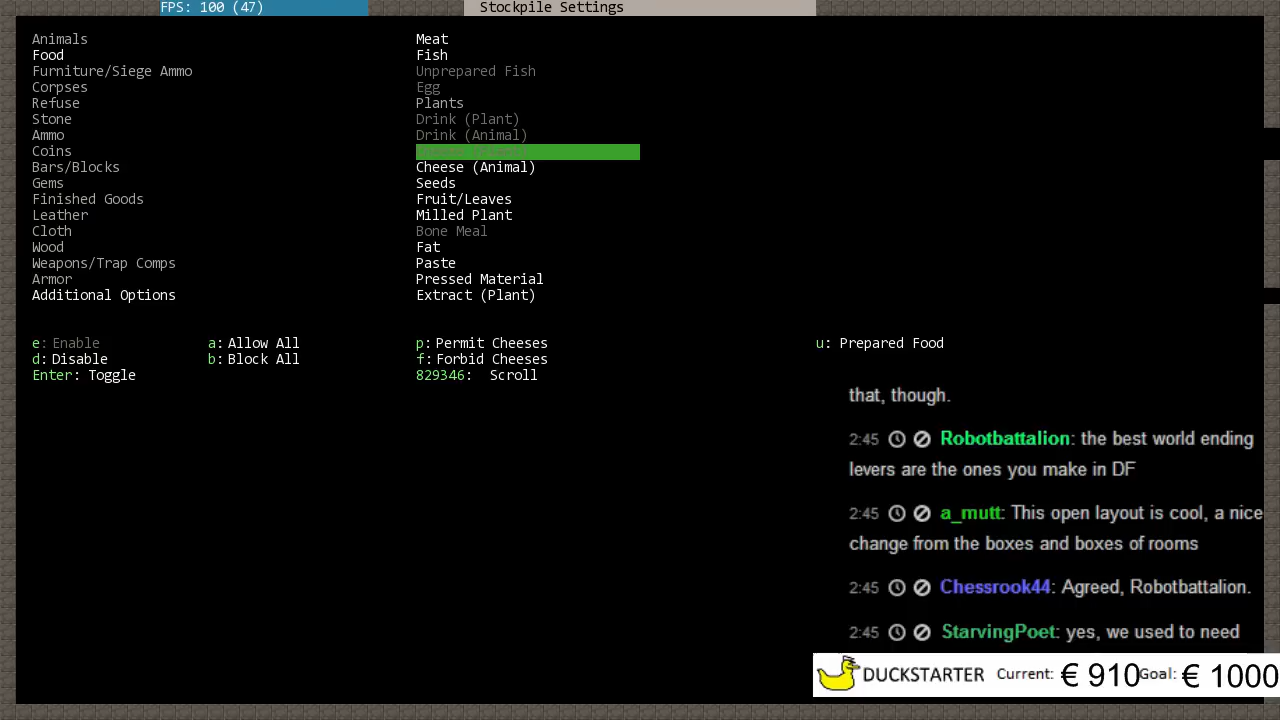 FPS: 100 (47)
Stockpile Settings
Animals
Food
Furniture/Siege Ammo
Corpses
Refuse
Stone
Ammo
Coins
Bars/Blocks
Gems
Finished Goods
Leather
Cloth
Wood
Weapons/Trap Comps
Armor
Additional Options
Meat
Fish
Unprepared Fish
Egg
Plants
Drink (Plant)
Drink (Animal)
Cheese (Animal)
Seeds
Fruit/Leaves
Milled Plant
Bone Meal
Fat
Paste
Pressed Material
Extract (Plant)
e: Enable a: Allow All p: Permit Cheeses u: Prepared Food
d: Disable b: Block All f: Forbid Cheeses
Enter: Toggle 829346: Scroll
that, though.
2:45 Robotbattalion: the best world ending
levers are the ones you make in DF
2:45 a_mutt: This open layout is cool, a nice
change from the boxes and boxes of rooms
2:45 Chessrook44: Agreed, Robotbattalion.
2:45 StarvingPoet: yes, we used to need
DUCKSTARTER Current: € 910 Goal: € 1000